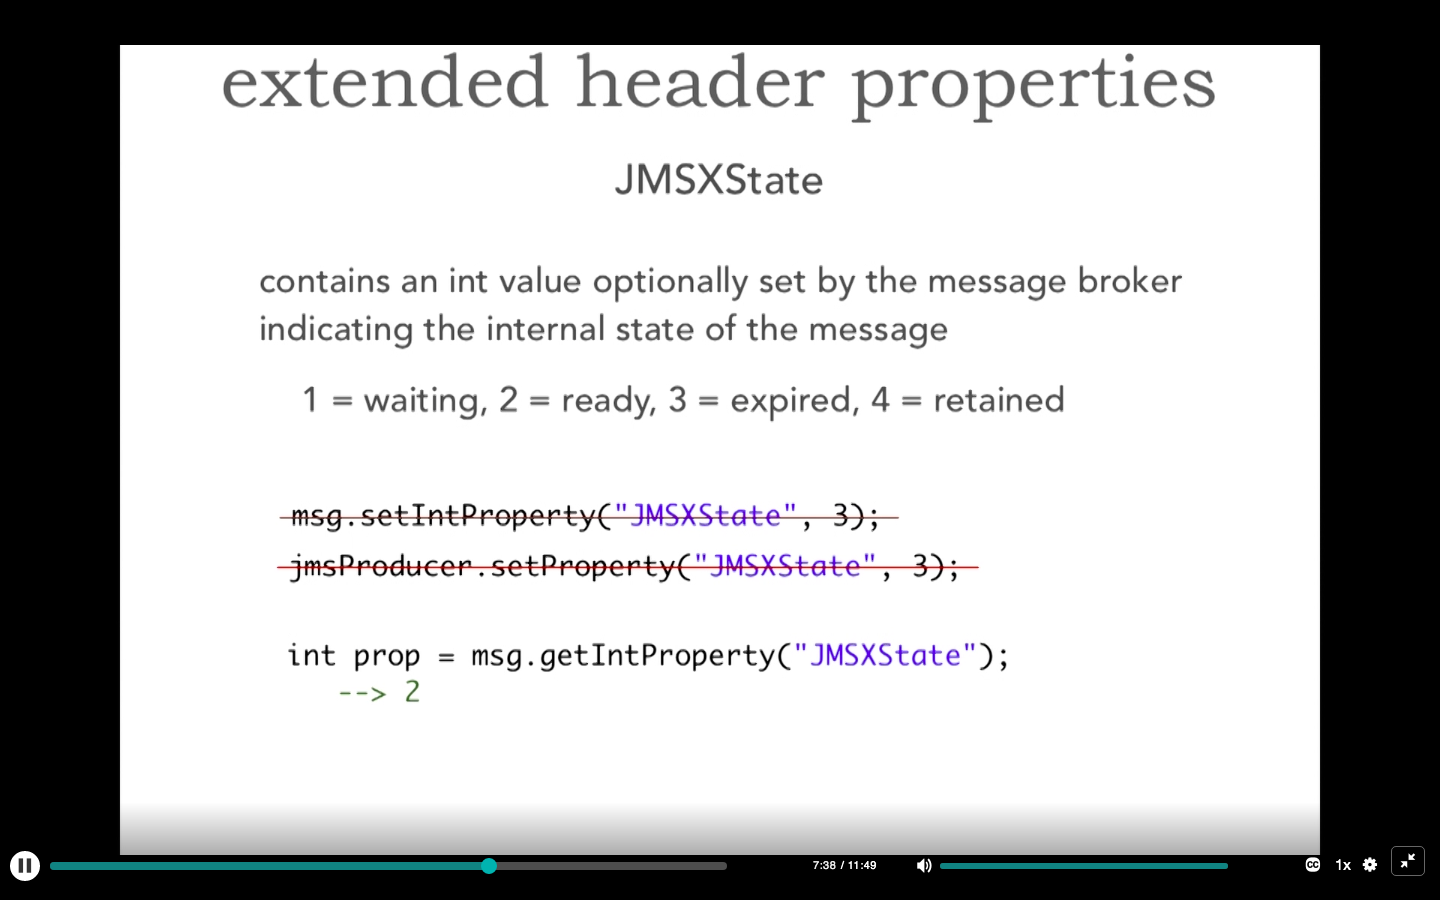 extended header properties
JMSXState
contains an int value optionally set by the message broker
indicating the internal state of the message
1 = waiting, 2 = ready, 3 = expired, 4 = retained
msg.setIntProperty("JMSXState", 3);
jmsProducer.setProperty("JMSXState", 3);
int prop = msg.getIntProperty("JMSXState");
--> 2
7:38 / 11:49
CC
1x